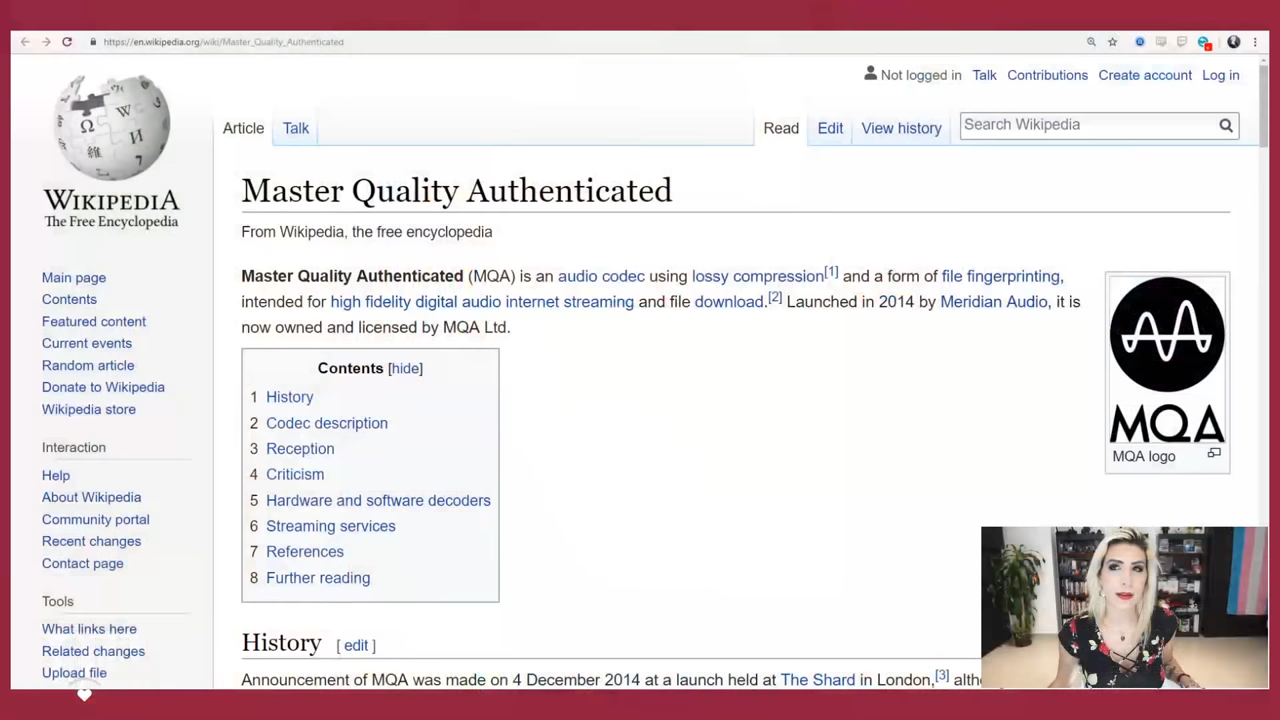 https://en.wikipedia.org/wiki/Master_Quality_Authenticated
Not logged in Talk Contributions Create account Log in
Article Talk Read Edit View history Search Wikipedia
WIKIPEDIA
The Free Encyclopedia
Master Quality Authenticated
From Wikipedia, the free encyclopedia
Master Quality Authenticated (MQA) is an audio codec using lossy compression[1] and a form of file fingerprinting,
intended for high fidelity digital audio internet streaming and file download.[2] Launched in 2014 by Meridian Audio, it is
now owned and licensed by MQA Ltd.
MQA
MQA logo
Contents [hide]
1 History
2 Codec description
3 Reception
4 Criticism
5 Hardware and software decoders
6 Streaming services
7 References
8 Further reading
History [ edit ]
Announcement of MQA was made on 4 December 2014 at a launch held at The Shard in London,[3]
Main page
Contents
Featured content
Current events
Random article
Donate to Wikipedia
Wikipedia store
Interaction
Help
About Wikipedia
Community portal
Recent changes
Contact page
Tools
What links here
Related changes
Upload file